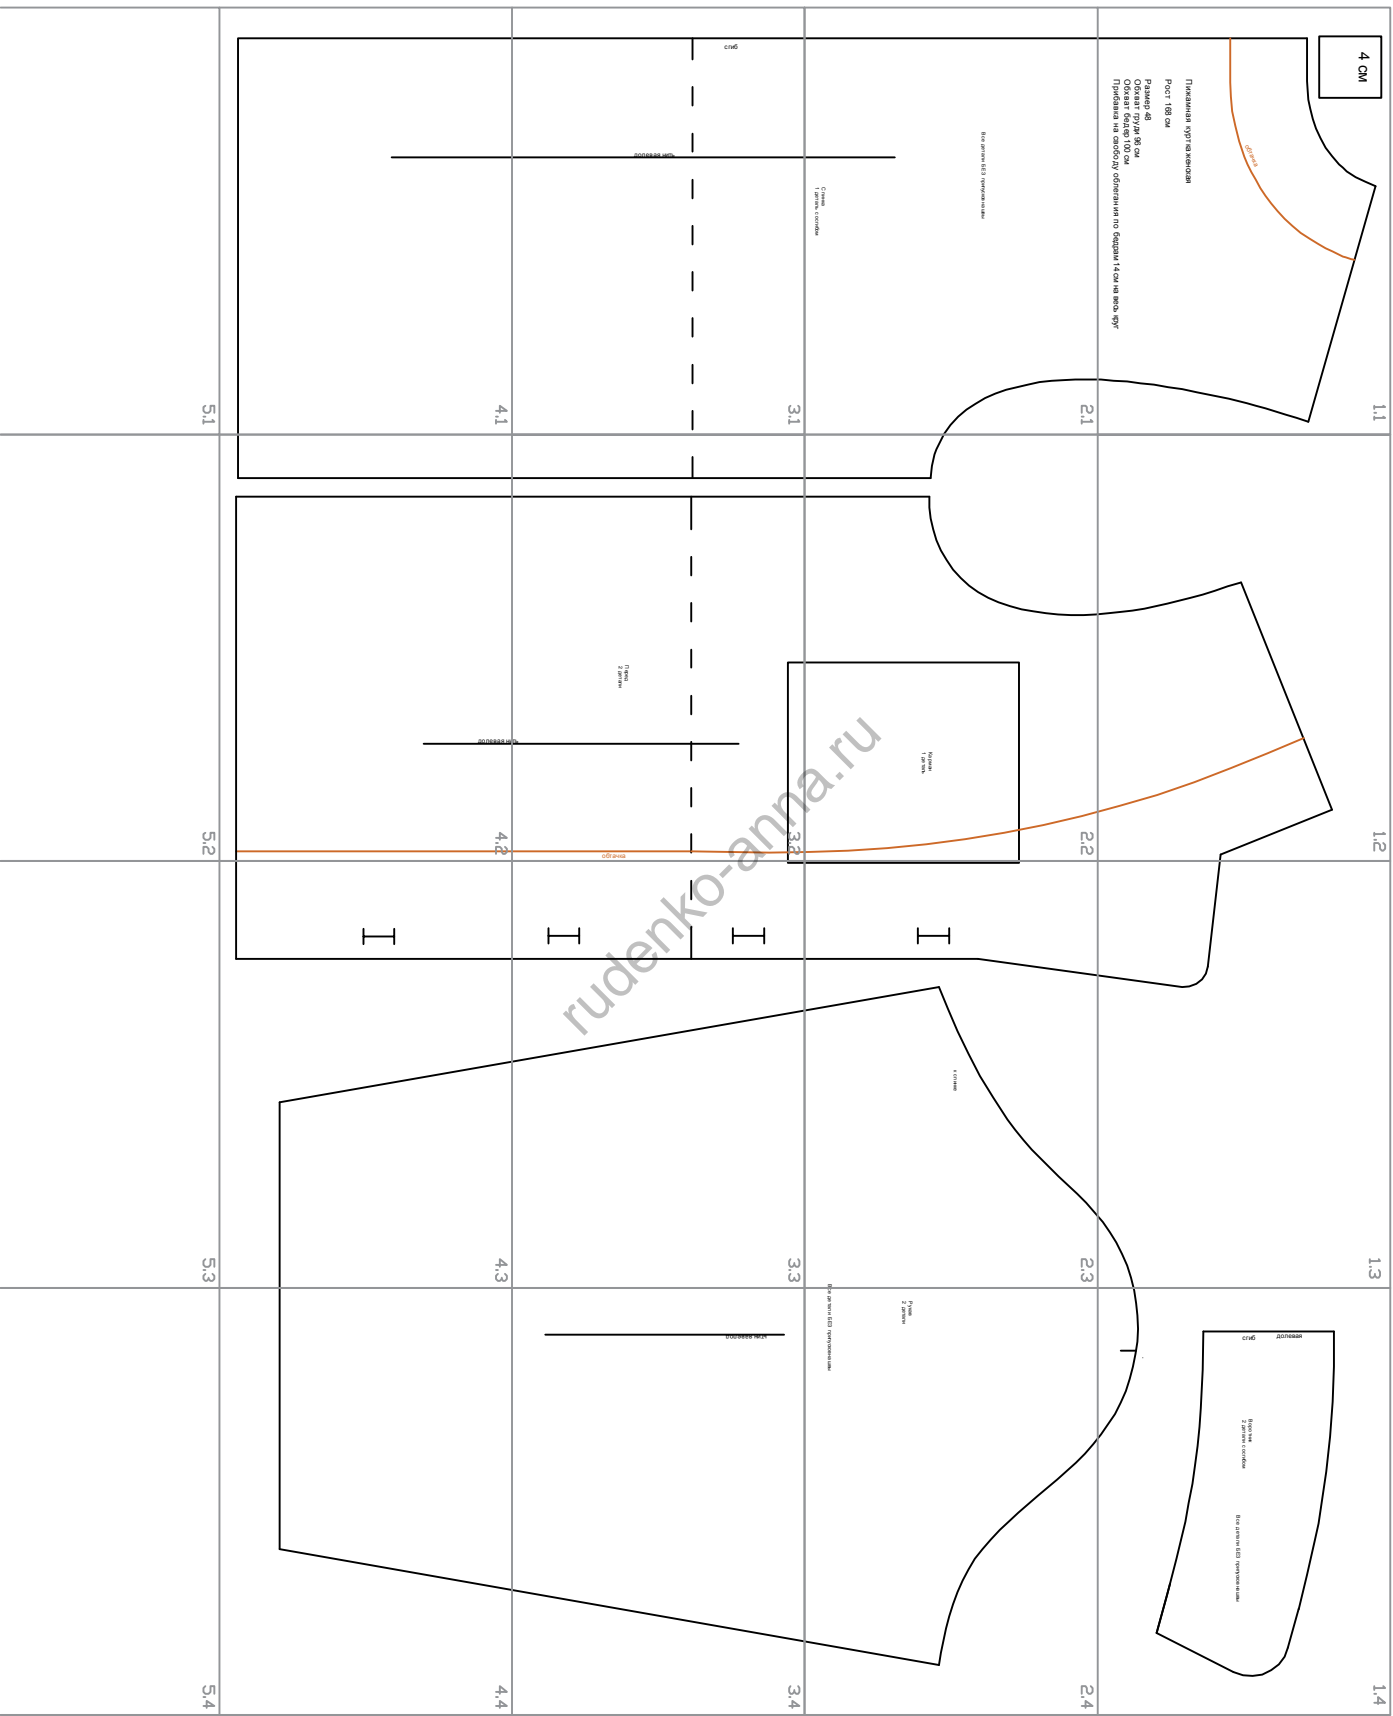 4 см
Пижамная куртка женская
Рост 168 см
Размер 48
Обхват груди 96 см
Обхват бедер 100 см
Прибавка на свободу облегания по бедрам 14 см на весь круг
обтачка
сгиб
долевая нить
Все детали БЕЗ припусков на швы
Спинка
1 деталь со сгибом
1,1
2,1
3,1
4,1
5,1
Полочка
2 детали
долевая нить
Карман
1 деталь
обтачка
1,2
2,2
3,2
4,2
5,2
rudenko-anna.ru
к спинке
1,3
2,3
3,3
4,3
5,3
Рукав
2 детали
Все детали БЕЗ припусков на швы
долевая нить
сгиб
долевая
Воротник
2 детали со сгибом
Все детали БЕЗ припусков на швы
1,4
2,4
3,4
4,4
5,4